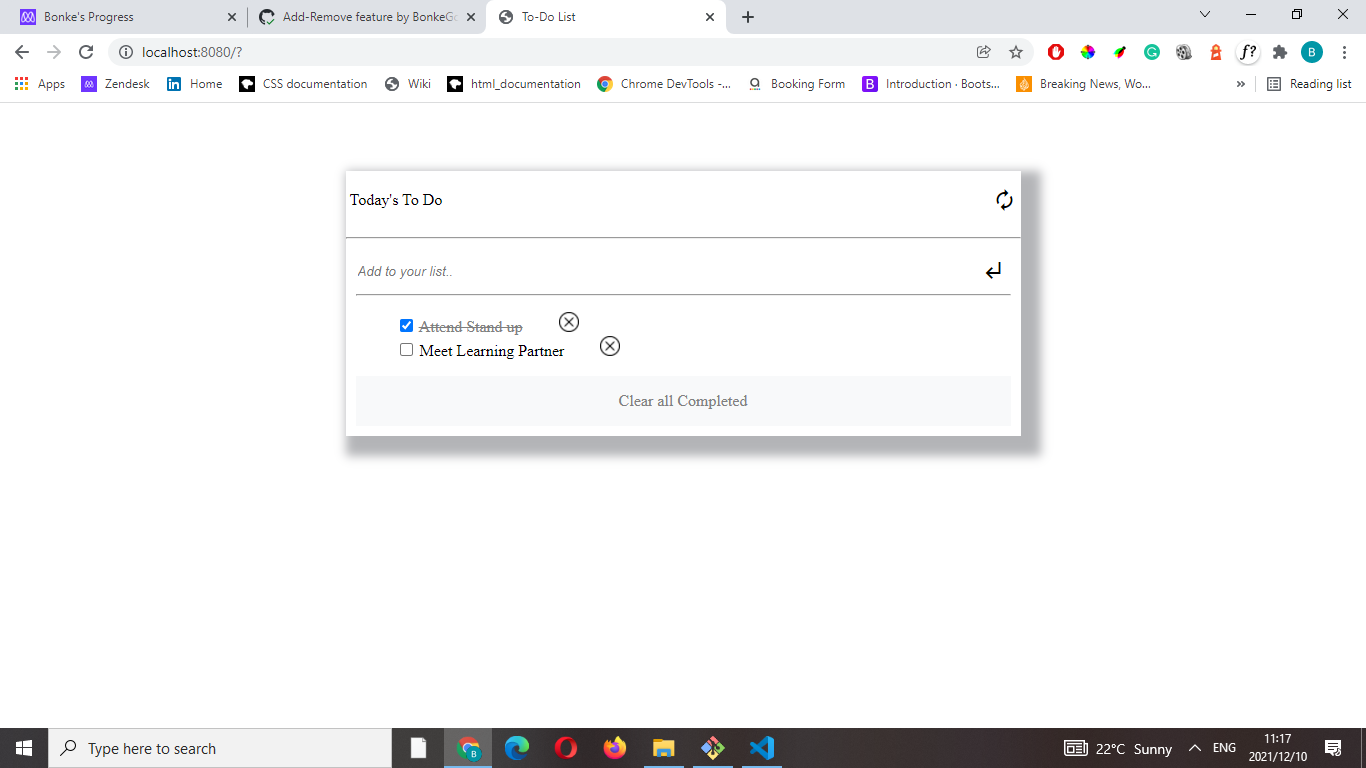 Bonke's Progress
Add-Remove feature by BonkeG
To-Do List
localhost:8080/?
f?
B
Apps
Zendesk
Home
CSS documentation
Wiki
html_documentation
Chrome DevTools -...
Booking Form
B
Introduction · Boots...
Breaking News, Wo...
»
Reading list
Today's To Do
Add to your list..
Attend Stand up
Meet Learning Partner
Clear all Completed
Type here to search
B
22°C Sunny
ENG
11:17
2021/12/10